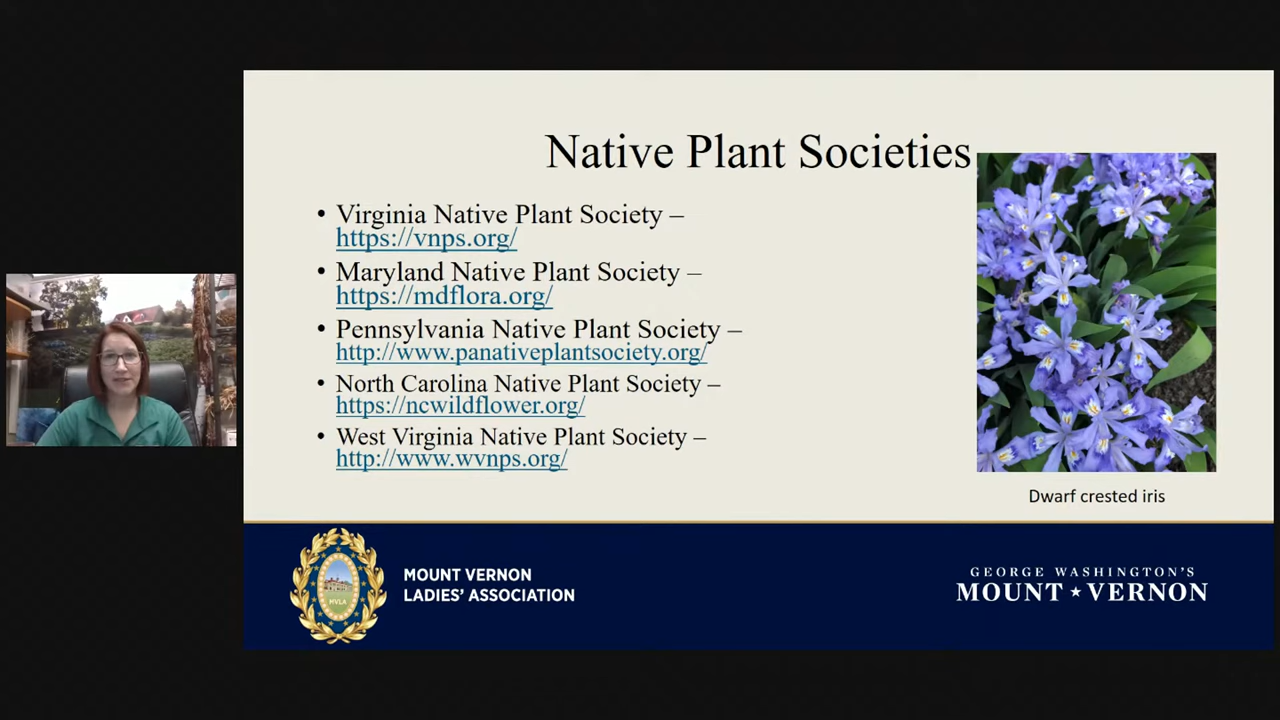 Native Plant Societies
• Virginia Native Plant Society –
https://vnps.org/
• Maryland Native Plant Society –
https://mdflora.org/
• Pennsylvania Native Plant Society –
http://www.panativeplantsociety.org/
• North Carolina Native Plant Society –
https://ncwildflower.org/
• West Virginia Native Plant Society –
http://www.wvnps.org/
Dwarf crested iris
MVLA
MOUNT VERNON
LADIES' ASSOCIATION
GEORGE WASHINGTON'S
MOUNT★VERNON